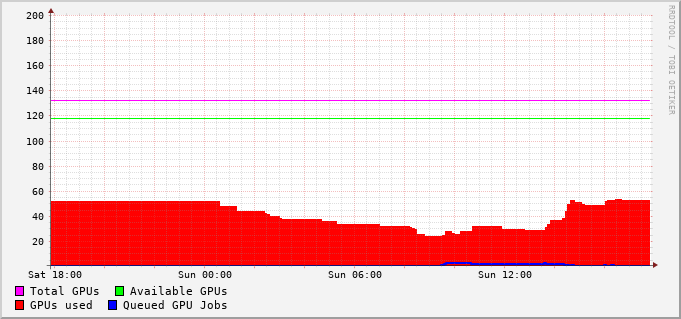 200
180
160
140
120
100
80
60
40
20
Sat 18:00 Sun 00:00 Sun 06:00 Sun 12:00
Total GPUs Available GPUs
GPUs used Queued GPU Jobs
RRDTOOL / TOBI OETIKER